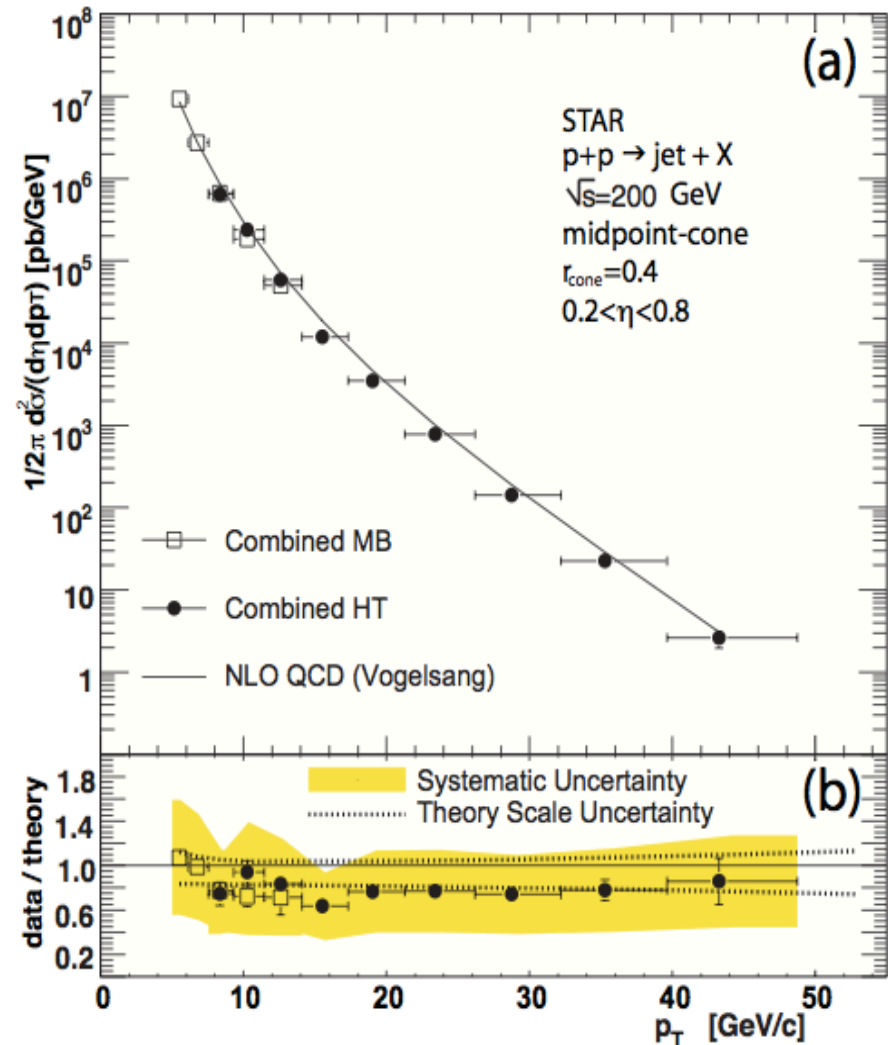 10⁸
(a)
10⁷
STAR
p+p → jet + X
10⁶
√s=200 GeV
midpoint-cone
10⁵
r_cone=0.4
0.2<η<0.8
10⁴
1/2π d²σ/(dηdp_T) [pb/GeV]
10³
10²
Combined MB
10
Combined HT
1
NLO QCD (Vogelsang)
1.8
Systematic Uncertainty
(b)
1.4
Theory Scale Uncertainty
1.0
data / theory
0.6
0.2
0 10 20 30 40 50
p_T [GeV/c]